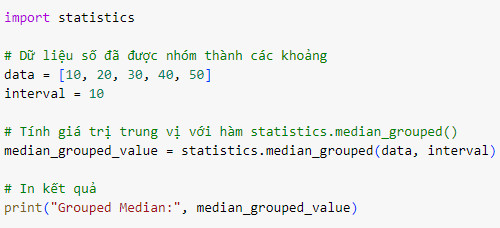 import statistics
# Dữ liệu số đã được nhóm thành các khoảng
data = [10, 20, 30, 40, 50]
interval = 10
# Tính giá trị trung vị với hàm statistics.median_grouped()
median_grouped_value = statistics.median_grouped(data, interval)
# In kết quả
print("Grouped Median:", median_grouped_value)